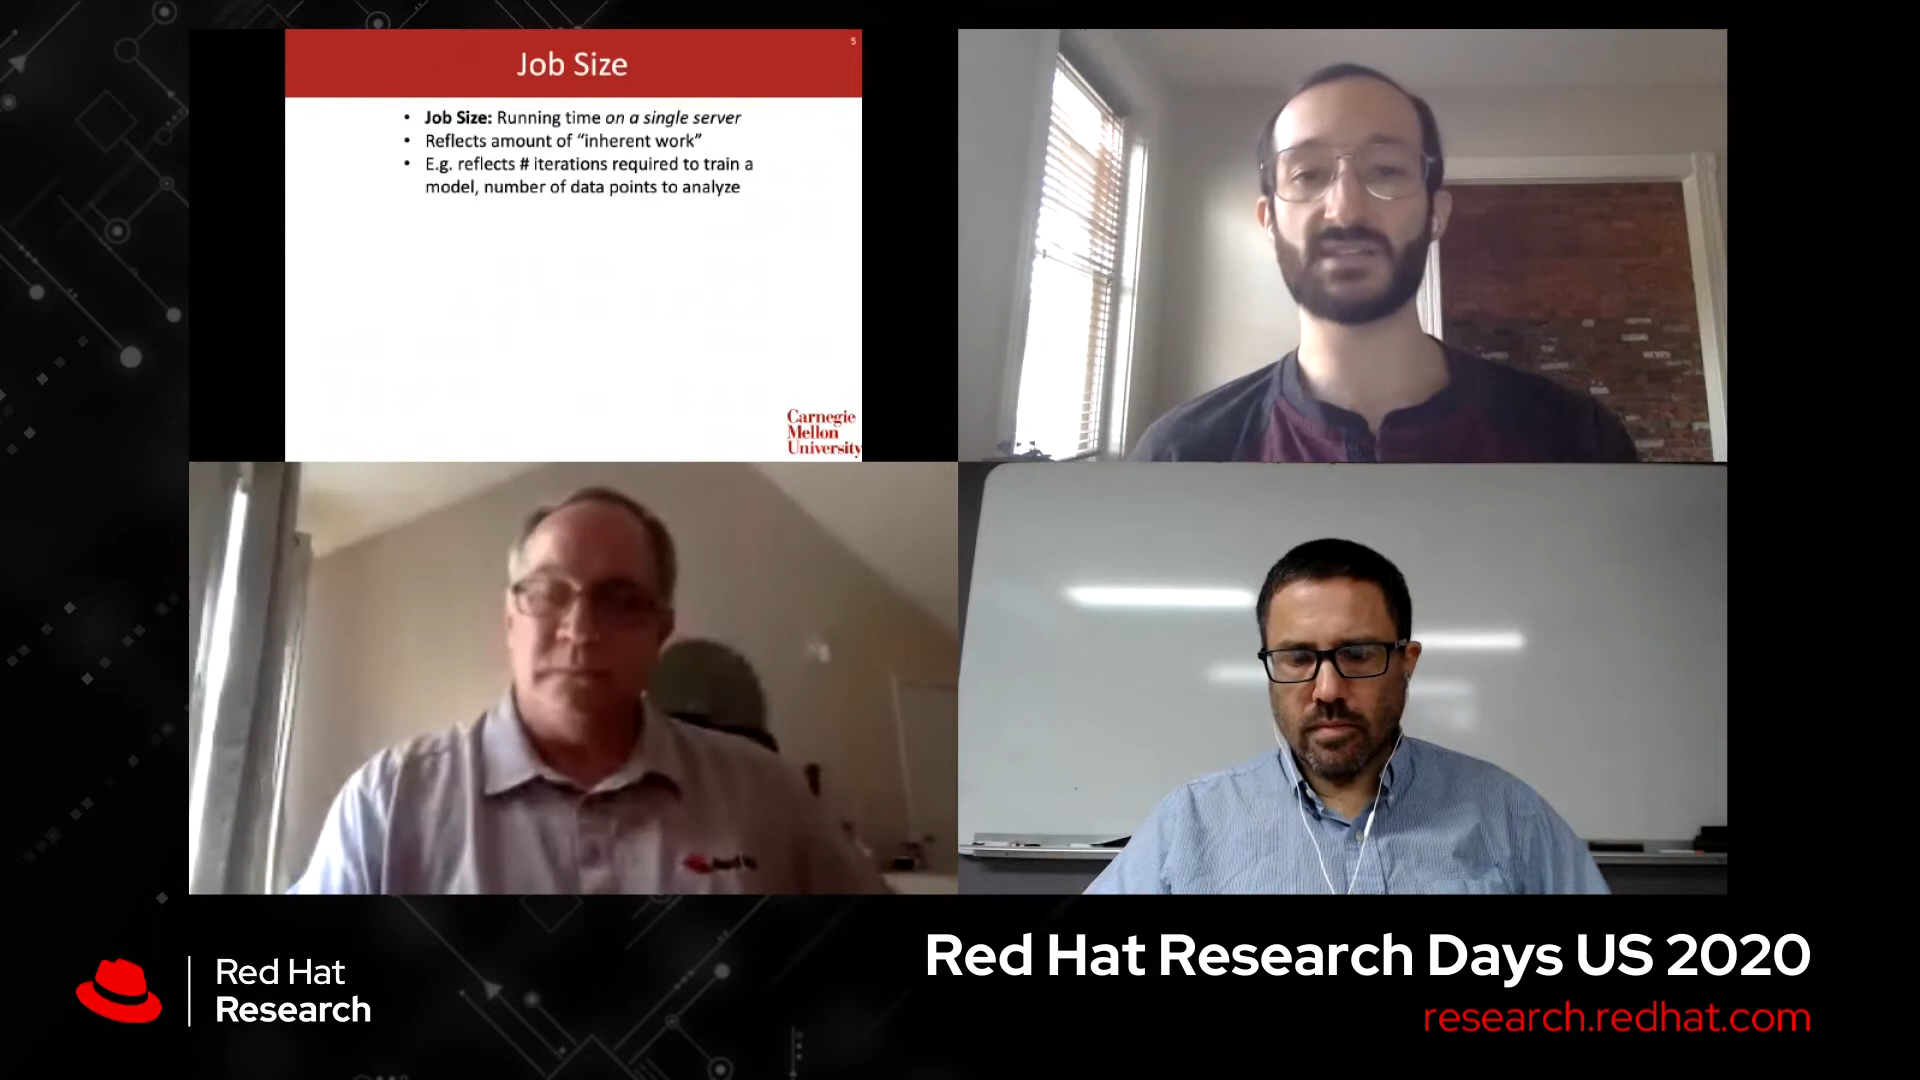 5
Job Size
• Job Size: Running time on a single server
• Reflects amount of “inherent work”
• E.g. reflects # iterations required to train a
model, number of data points to analyze
Carnegie
Mellon
University
Red Hat
Research
Red Hat Research Days US 2020
research.redhat.com